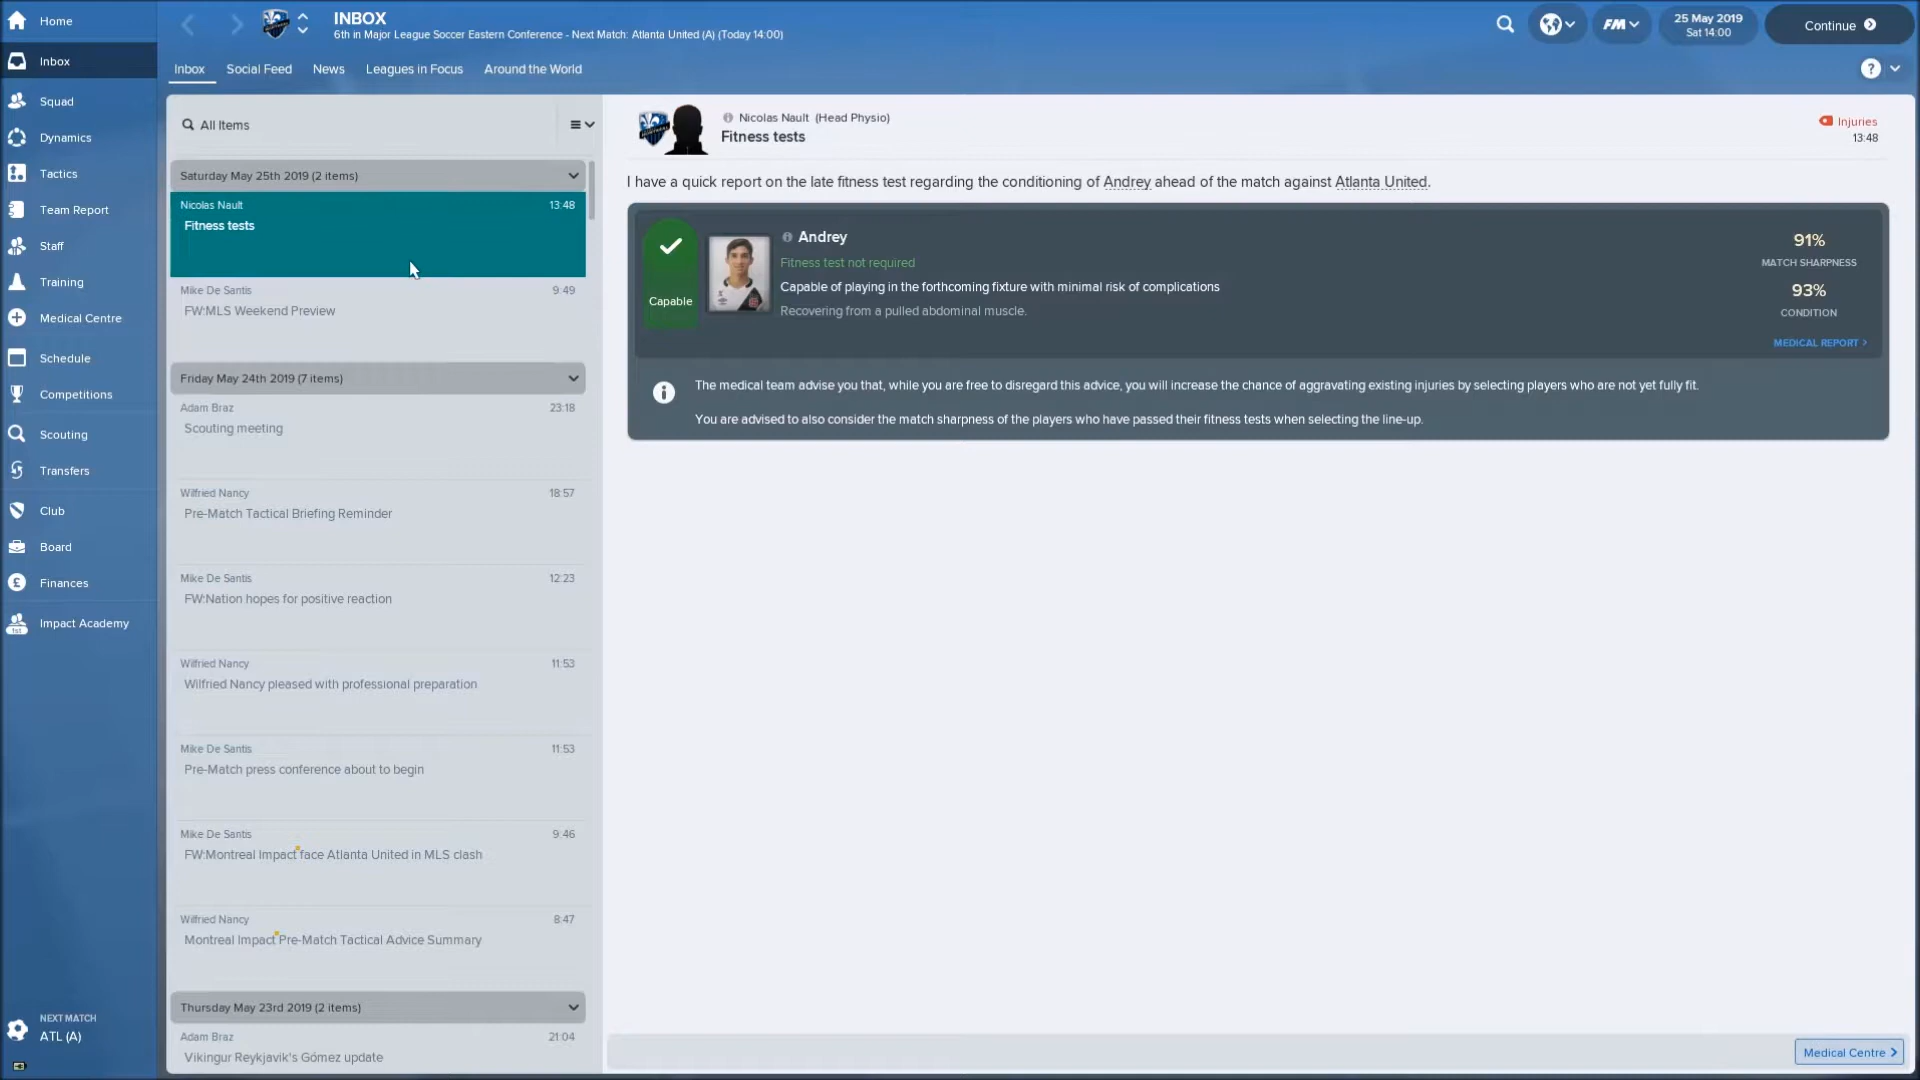 Home
Inbox
Squad
Dynamics
Tactics
Team Report
Staff
Training
Medical Centre
Schedule
Competitions
Scouting
Transfers
Club
Board
Finances
1st
Impact Academy
NEXT MATCH
ATL (A)
INBOX
6th in Major League Soccer Eastern Conference - Next Match: Atlanta United (A) (Today 14:00)
FM
25 May 2019
Sat 14:00
Continue
Inbox Social Feed News Leagues in Focus Around the World
?
All Items
Saturday May 25th 2019 (2 items)
Nicolas Nault 13:48
Fitness tests
Mike De Santis 9:49
FW:MLS Weekend Preview
Friday May 24th 2019 (7 items)
Adam Braz 23:18
Scouting meeting
Wilfried Nancy 18:57
Pre-Match Tactical Briefing Reminder
Mike De Santis 12:23
FW:Nation hopes for positive reaction
Wilfried Nancy 11:53
Wilfried Nancy pleased with professional preparation
Mike De Santis 11:53
Pre-Match press conference about to begin
Mike De Santis 9:46
FW:Montreal Impact face Atlanta United in MLS clash
Wilfried Nancy 8:47
Montreal Impact Pre-Match Tactical Advice Summary
Thursday May 23rd 2019 (2 items)
Adam Braz 21:04
Vikingur Reykjavik's Gómez update
Nicolas Nault (Head Physio)
Fitness tests
Injuries
13:48
I have a quick report on the late fitness test regarding the conditioning of Andrey ahead of the match against Atlanta United.
Capable
Andrey
Fitness test not required
Capable of playing in the forthcoming fixture with minimal risk of complications
Recovering from a pulled abdominal muscle.
91%
MATCH SHARPNESS
93%
CONDITION
MEDICAL REPORT >
The medical team advise you that, while you are free to disregard this advice, you will increase the chance of aggravating existing injuries by selecting players who are not yet fully fit.
You are advised to also consider the match sharpness of the players who have passed their fitness tests when selecting the line-up.
Medical Centre >